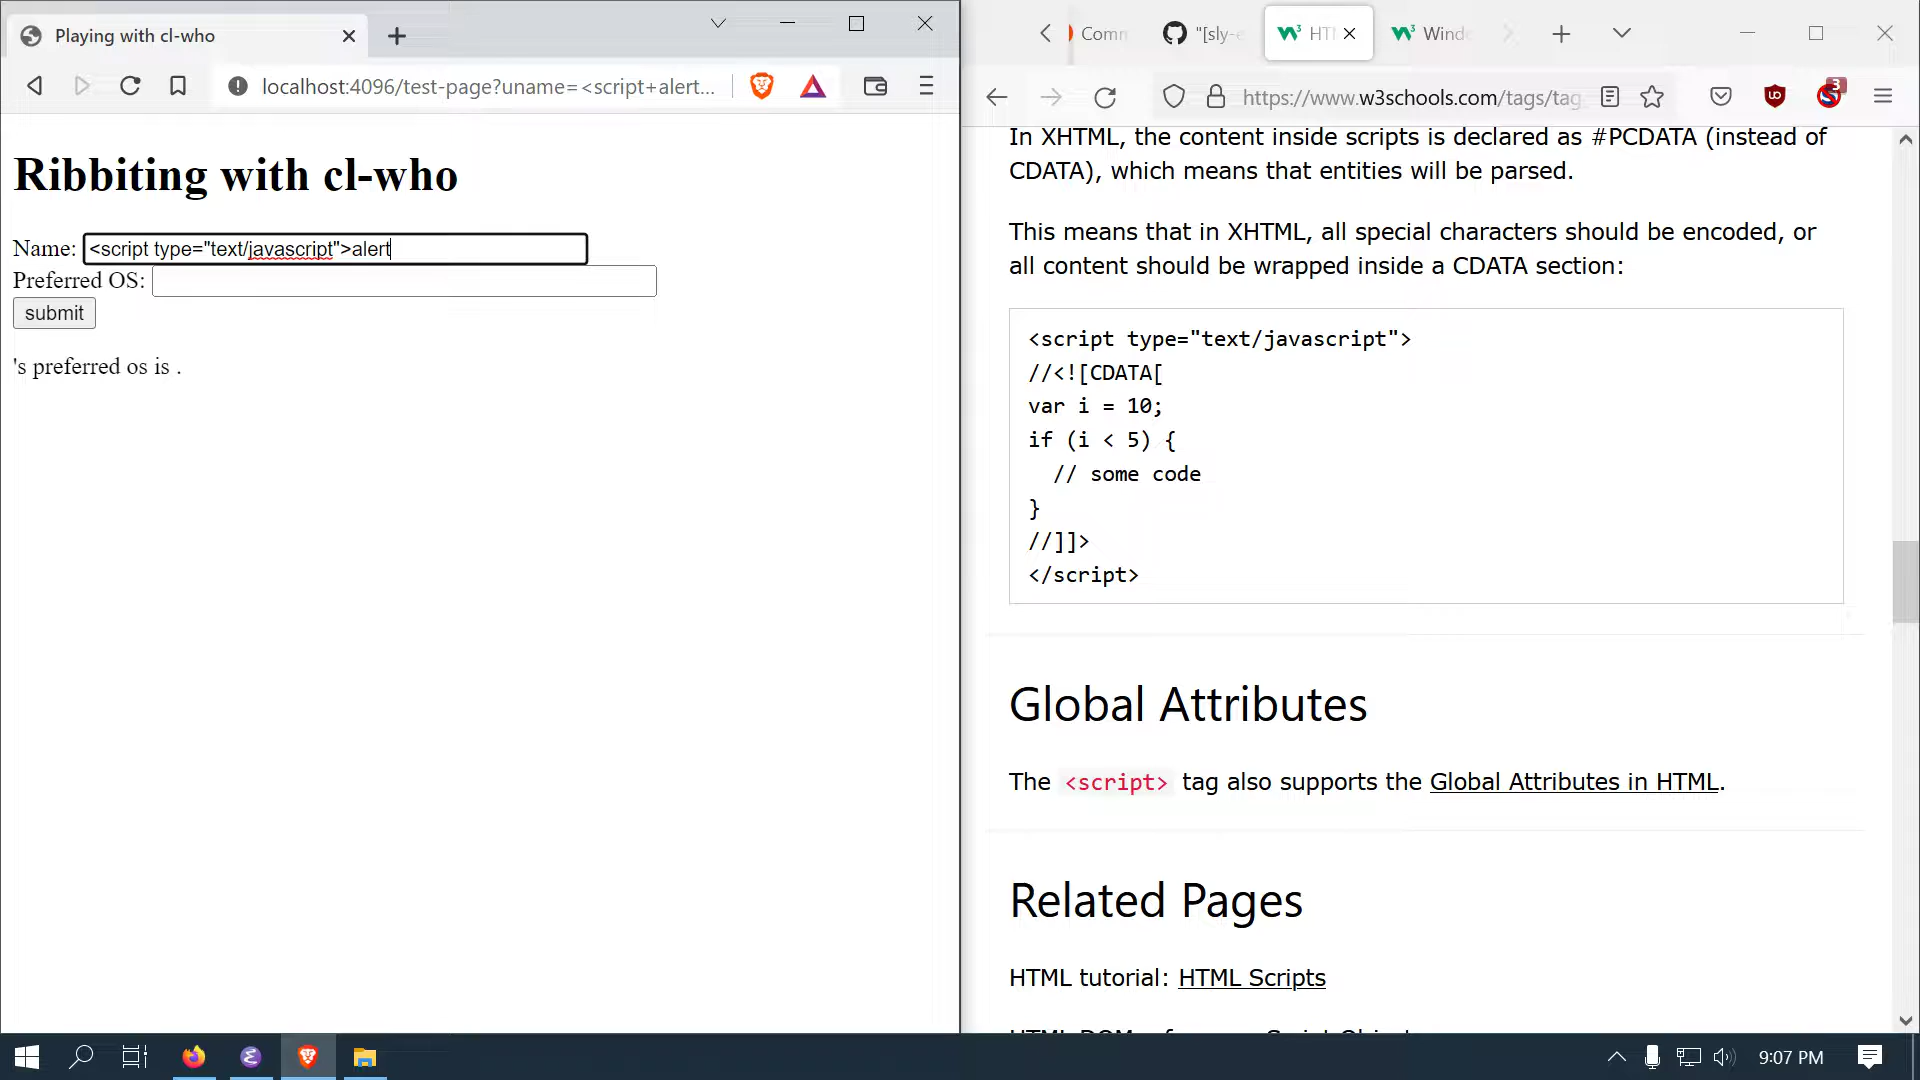 Playing with cl-who
localhost:4096/test-page?uname=<script+alert...
Ribbiting with cl-who
Name: <script type="text/javascript">alert
Preferred OS:
submit
's preferred os is .
Comm
"[sly-e
HT
Wind
https://www.w3schools.com/tags/tag
3
In XHTML, the content inside scripts is declared as #PCDATA (instead of
CDATA), which means that entities will be parsed.
This means that in XHTML, all special characters should be encoded, or
all content should be wrapped inside a CDATA section:
<script type="text/javascript">
//<![CDATA[
var i = 10;
if (i < 5) {
// some code
}
//]]>
</script>
Global Attributes
The <script> tag also supports the Global Attributes in HTML.
Related Pages
HTML tutorial: HTML Scripts
9:07 PM